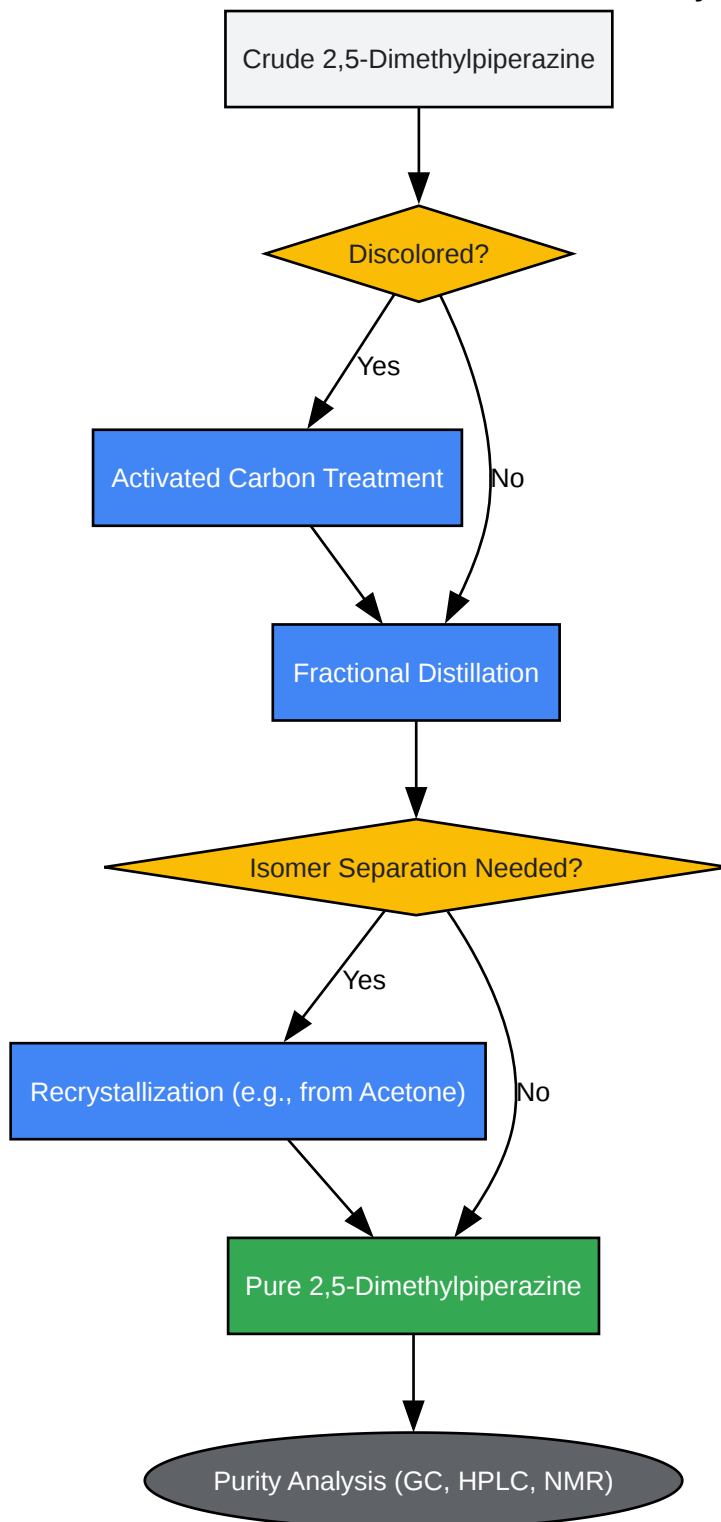 Crude 2,5-Dimethylpiperazine
Discolored?
Yes
Activated Carbon Treatment
No
Fractional Distillation
Isomer Separation Needed?
Yes
Recrystallization (e.g., from Acetone)
No
Pure 2,5-Dimethylpiperazine
Purity Analysis (GC, HPLC, NMR)